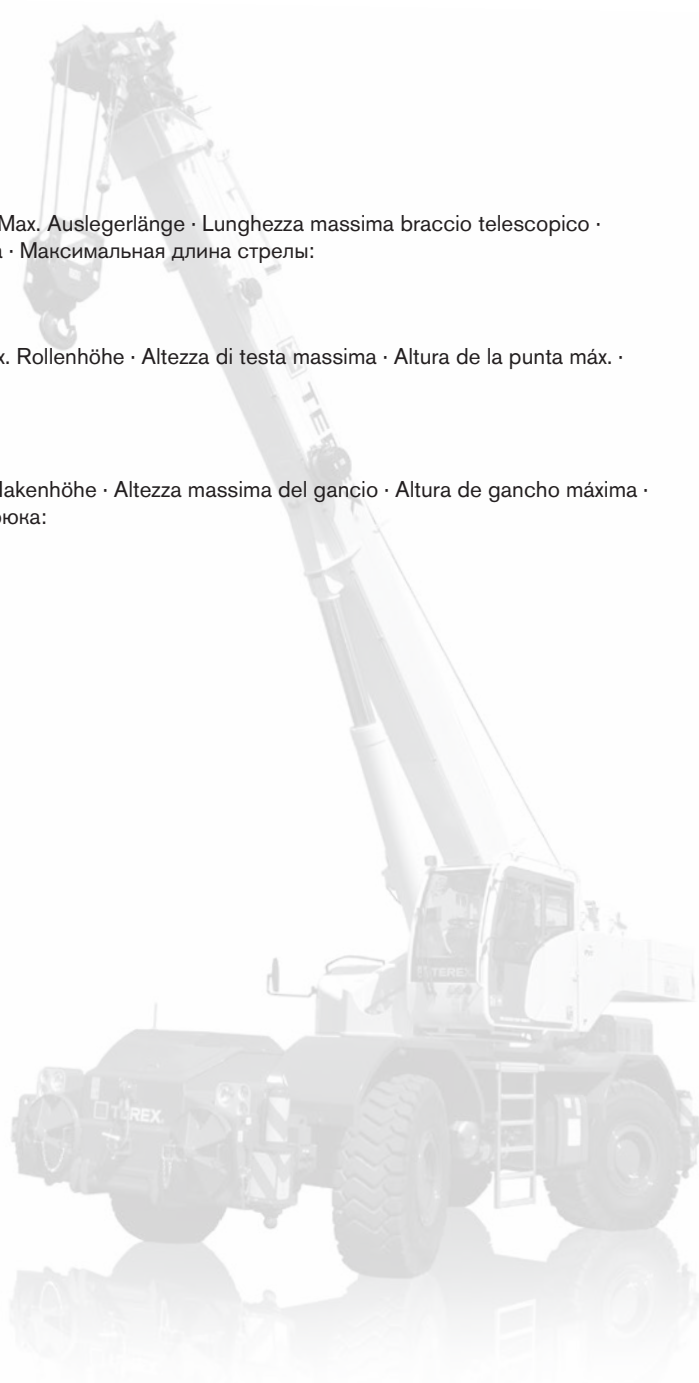 Max. Auslegerlänge · Lunghezza massima braccio telescopico ·
· Максимальная длина стрелы:
x. Rollenhöhe · Altezza di testa massima · Altura de la punta máx. ·
Hakenhöhe · Altezza massima del gancio · Altura de gancho máxima ·
рюка:
TEREX
TEREX